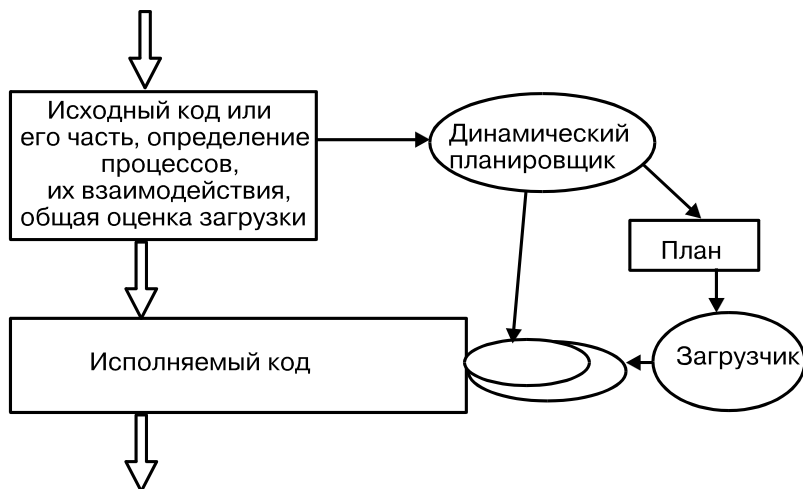 Исходный код или
его часть, определение
процессов,
их взаимодействия,
общая оценка загрузки
Динамический
планировщик
План
Исполняемый код
Загрузчик